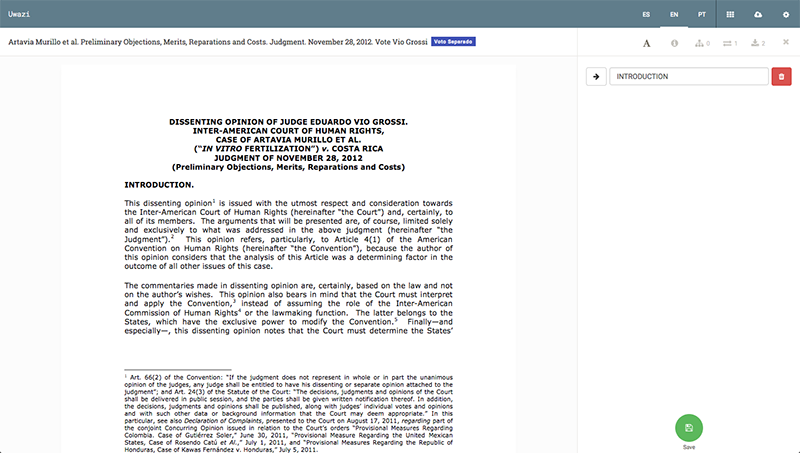 Uwazi
ES EN PT
Artavia Murillo et al. Preliminary Objections, Merits, Reparations and Costs. Judgment. November 28, 2012. Vote Vio Grossi Voto Separado
A 0 1 2
INTRODUCTION
DISSENTING OPINION OF JUDGE EDUARDO VIO GROSSI.
INTER-AMERICAN COURT OF HUMAN RIGHTS,
CASE OF ARTAVIA MURILLO ET AL.
(“IN VITRO FERTILIZATION”) v. COSTA RICA
JUDGMENT OF NOVEMBER 28, 2012
(Preliminary Objections, Merits, Reparations and Costs)
INTRODUCTION.
This dissenting opinion1 is issued with the utmost respect and consideration towards
the Inter-American Court of Human Rights (hereinafter “the Court”) and, certainly, to
all of its members. The arguments that will be presented are, of course, limited solely
and exclusively to what was addressed in the above judgment (hereinafter “the
Judgment”).2 This opinion refers, particularly, to Article 4(1) of the American
Convention on Human Rights (hereinafter “the Convention”), because the author of
this opinion considers that the analysis of this Article was a determining factor in the
outcome of all other issues of this case.
The commentaries made in dissenting opinion are, certainly, based on the law and not
on the author’s wishes. This opinion also bears in mind that the Court must interpret
and apply the Convention,3 instead of assuming the role of the Inter-American
Commission of Human Rights4 or the lawmaking function. The latter belongs to the
States, which have the exclusive power to modify the Convention.5 Finally—and
especially—, this dissenting opinion notes that the Court must determine the States’
1 Art. 66(2) of the Convention: “If the judgment does not represent in whole or in part the unanimous
opinion of the judges, any judge shall be entitled to have his dissenting or separate opinion attached to the
judgment”; and Art. 24(3) of the Statute of the Court: “The decisions, judgments and opinions of the Court
shall be delivered in public session, and the parties shall be given written notification thereof. In addition,
the decisions, judgments and opinions shall be published, along with judges’ individual votes and opinions
and with such other data or background information that the Court may deem appropriate.” In this
particular, see also Declaration of Complaints, presented to the Court on August 17, 2011, regarding part of
the conjoint Concurring Opinion issued in relation to the Court’s orders “Provisional Measures Regarding
Colombia. Case of Gutiérrez Soler,” June 30, 2011, “Provisional Measure Regarding the United Mexican
States, Case of Rosendo Catú et Al.,” July 1, 2011, and “Provisional Measures Regarding the Republic of
Honduras, Case of Kawas Fernández v. Honduras,” July 5, 2011.
Save